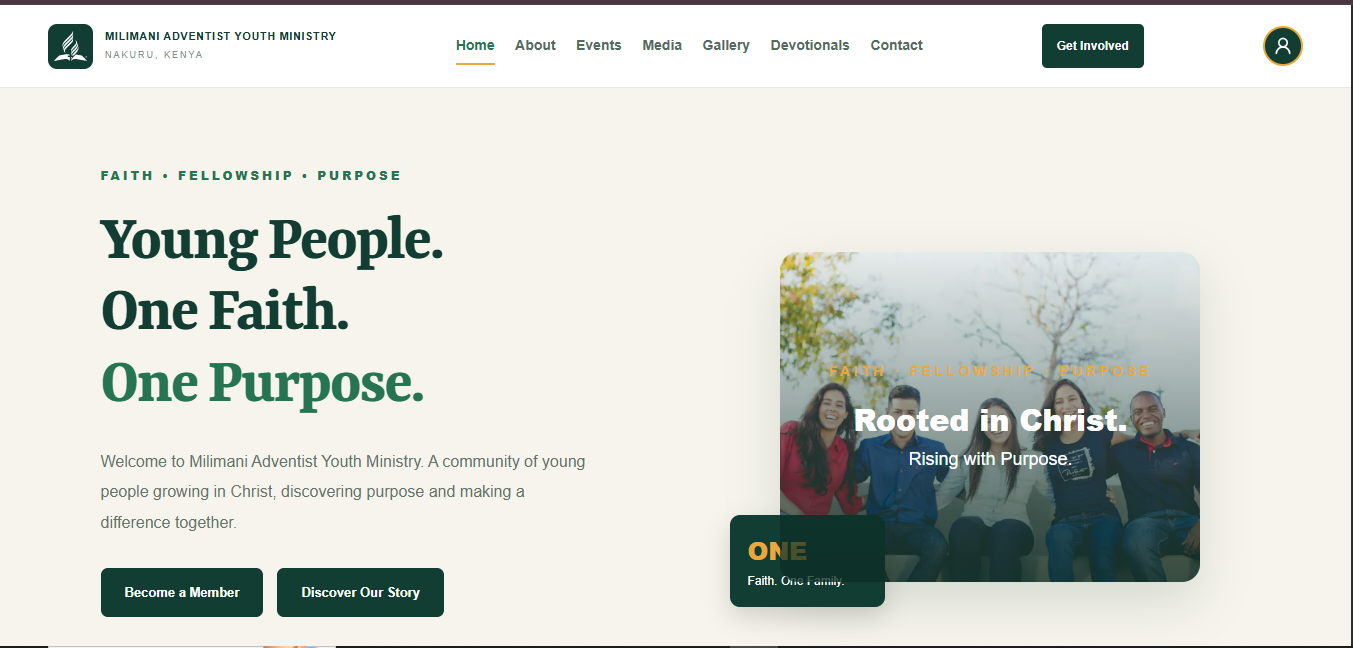 MILIMANI ADVENTIST YOUTH MINISTRY
NAKURU, KENYA
Home About Events Media Gallery Devotionals Contact
Get Involved
FAITH • FELLOWSHIP • PURPOSE
Young People.
One Faith.
One Purpose.
Welcome to Milimani Adventist Youth Ministry. A community of young
people growing in Christ, discovering purpose and making a
difference together.
Become a Member
Discover Our Story
FAITH • FELLOWSHIP • PURPOSE
Rooted in Christ.
Rising with Purpose.
ONE
Faith. One Family.